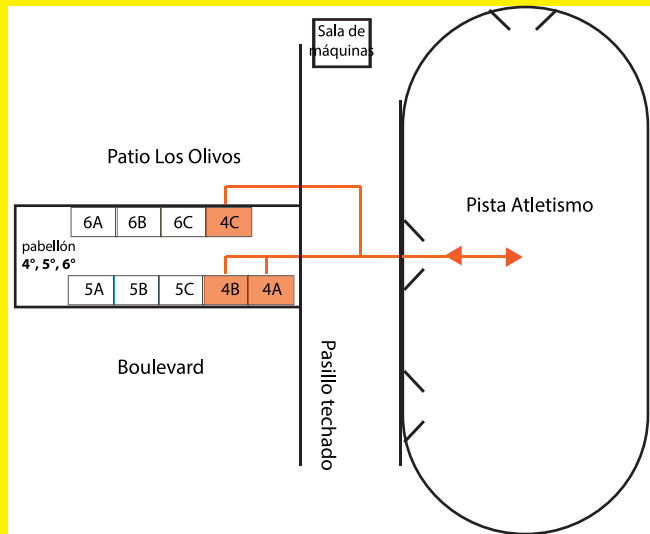 Sala de
máquinas
Patio Los Olivos
Pista Atletismo
6A 6B 6C 4C
pabellón
4°, 5°, 6°
5A 5B 5C 4B 4A
Boulevard
Pasillo techado